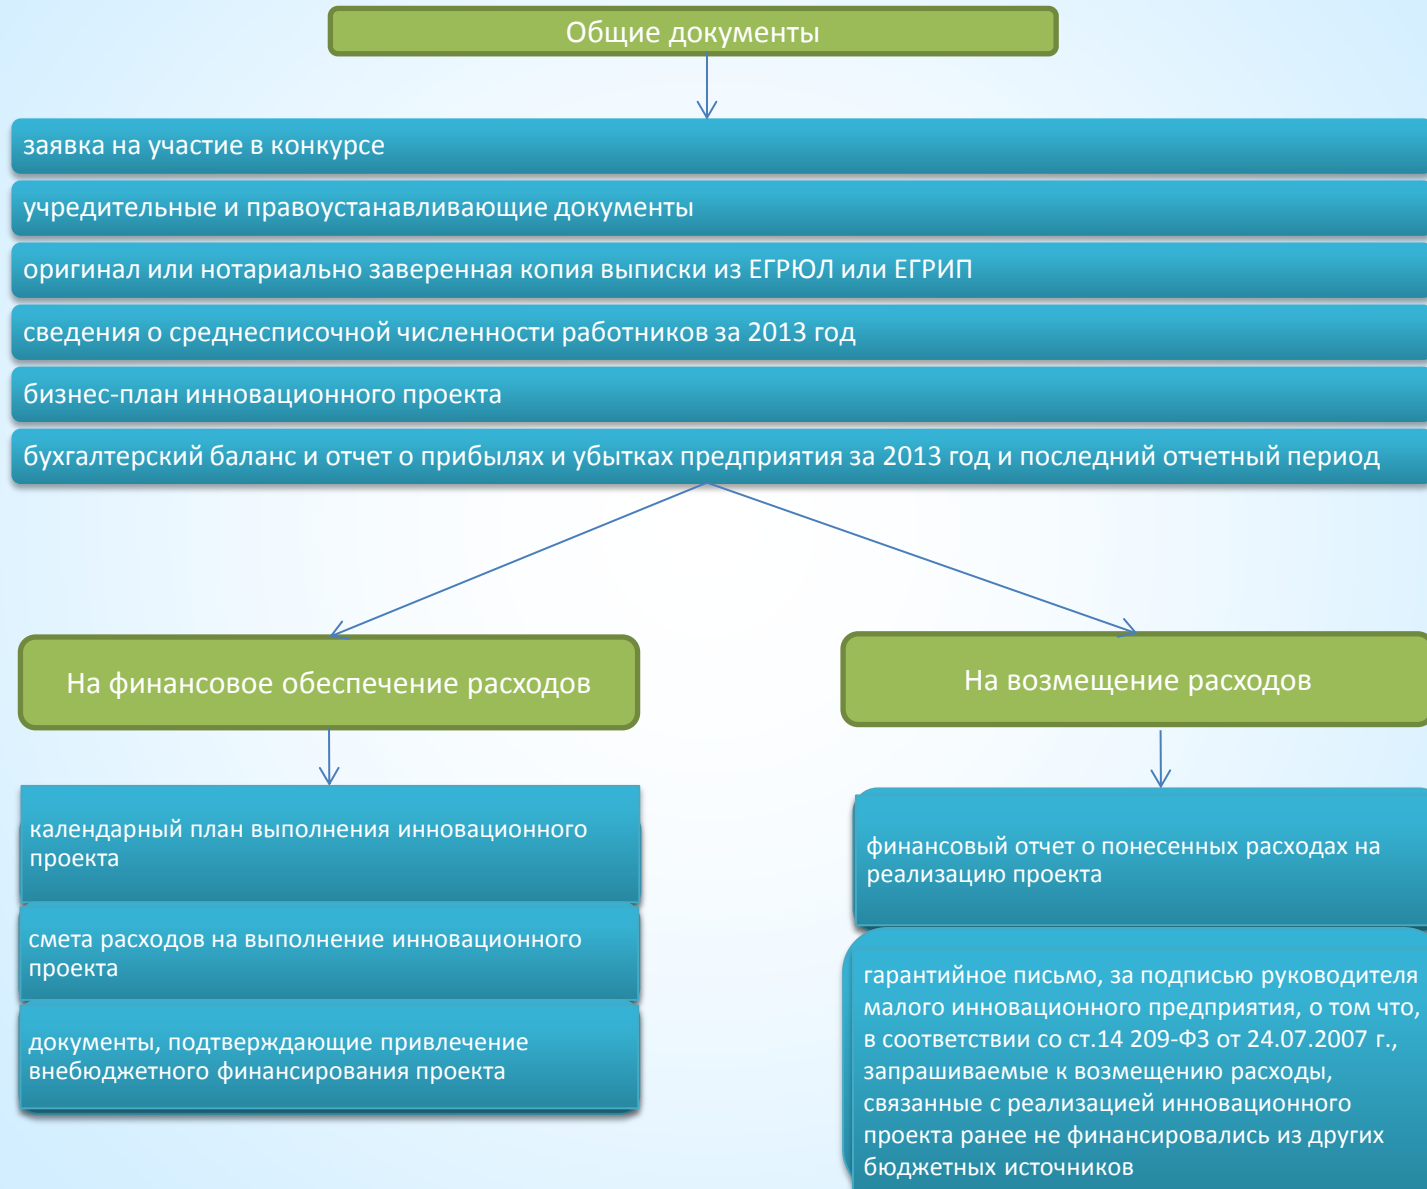 Общие документы
заявка на участие в конкурсе
учредительные и правоустанавливающие документы
оригинал или нотариально заверенная копия выписки из ЕГРЮЛ или ЕГРИП
сведения о среднесписочной численности работников за 2013 год
бизнес-план инновационного проекта
бухгалтерский баланс и отчет о прибылях и убытках предприятия за 2013 год и последний отчетный период
На финансовое обеспечение расходов
календарный план выполнения инновационного
проекта
смета расходов на выполнение инновационного
проекта
документы, подтверждающие привлечение
внебюджетного финансирования проекта
На возмещение расходов
финансовый отчет о понесенных расходах на
реализацию проекта
гарантийное письмо, за подписью руководителя
малого инновационного предприятия, о том что,
в соответствии со ст.14 209-ФЗ от 24.07.2007 г.,
запрашиваемые к возмещению расходы,
связанные с реализацией инновационного
проекта ранее не финансировались из других
бюджетных источников